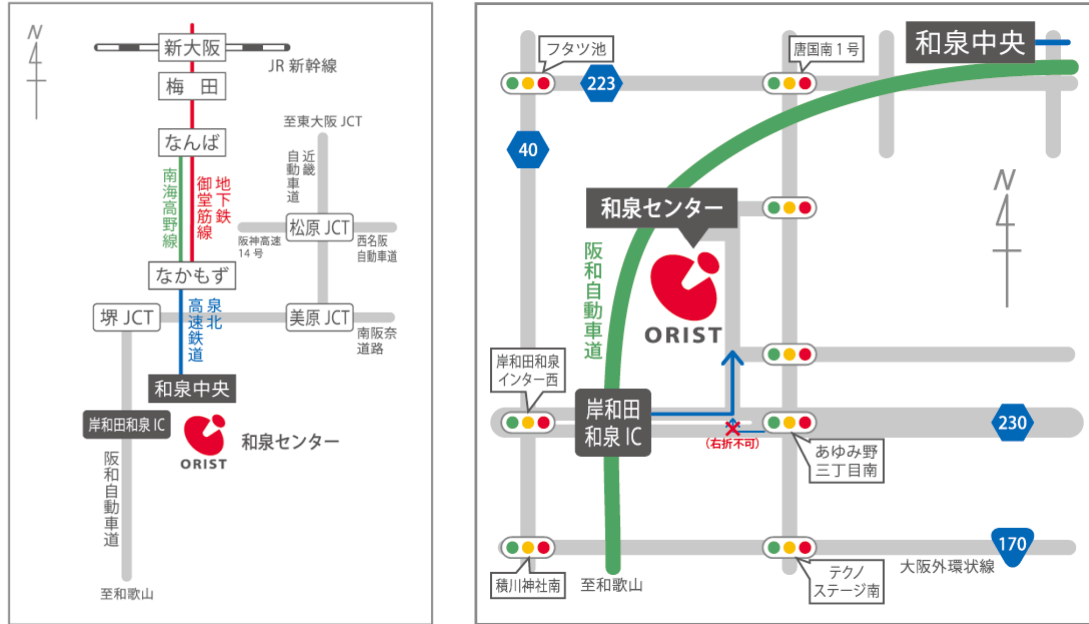 N
新大阪
JR 新幹線
梅田
至東大阪 JCT
なんば
近畿
自動車道
南海高野線
地下鉄
御堂筋線
松原 JCT
阪神高速
14 号
西名阪
自動車道
なかもず
堺 JCT
泉北
高速鉄道
美原 JCT
南阪奈
道路
和泉中央
岸和田和泉 IC
ORIST
和泉センター
阪和自動車道
至和歌山
フタツ池
唐国南 1 号
和泉中央
223
40
N
和泉センター
阪和自動車道
ORIST
岸和田和泉
インター西
岸和田
和泉 IC
(右折不可)
230
あゆみ野
三丁目南
170
大阪外環状線
積川神社南
至和歌山
テクノ
ステージ南